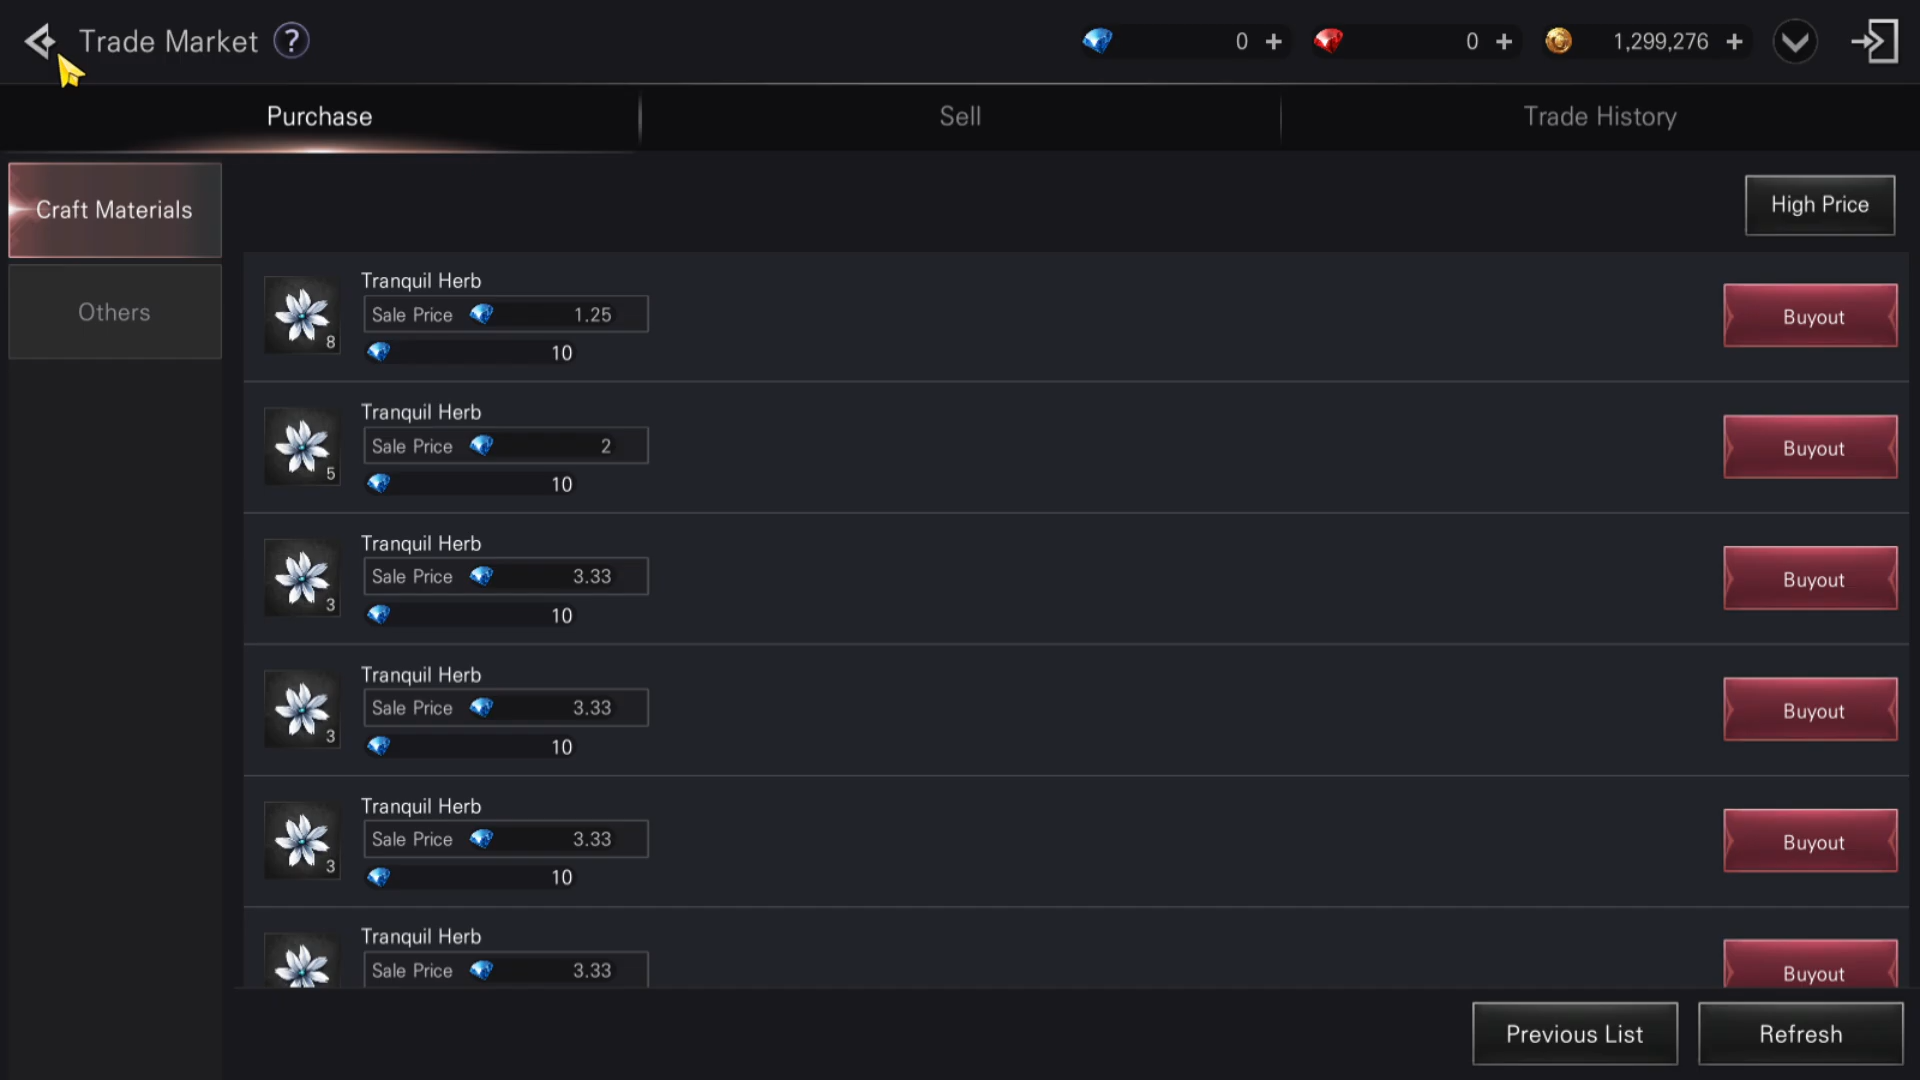 Trade Market ?
0 + 0 + 1,299,276 +
Purchase
Sell
Trade History
Craft Materials
Others
High Price
Tranquil Herb
Sale Price 1.25
8
10
Buyout
Tranquil Herb
Sale Price 2
5
10
Buyout
Tranquil Herb
Sale Price 3.33
3
10
Buyout
Tranquil Herb
Sale Price 3.33
3
10
Buyout
Tranquil Herb
Sale Price 3.33
3
10
Buyout
Tranquil Herb
Sale Price 3.33
Buyout
Previous List
Refresh